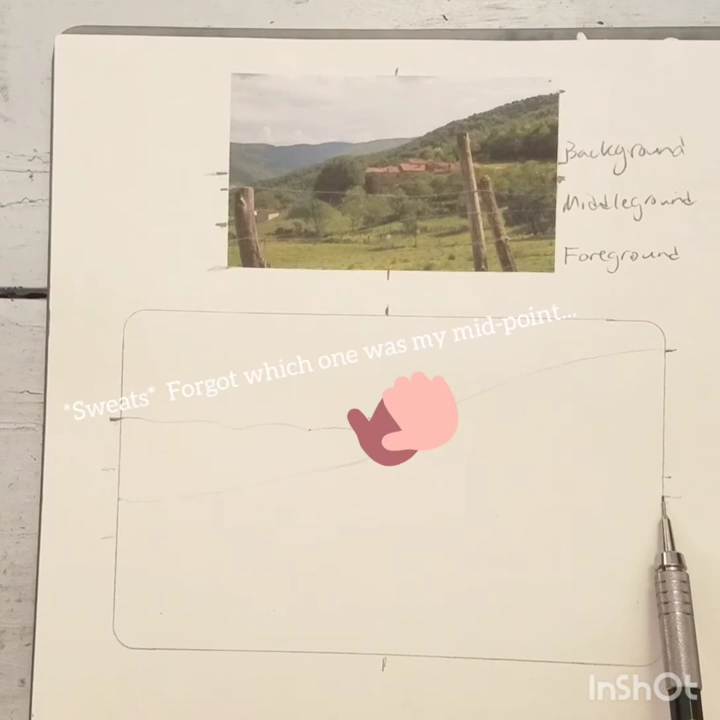 Background
Middleground
Foreground
*Sweats* Forgot which one was my mid-point...
InShOt